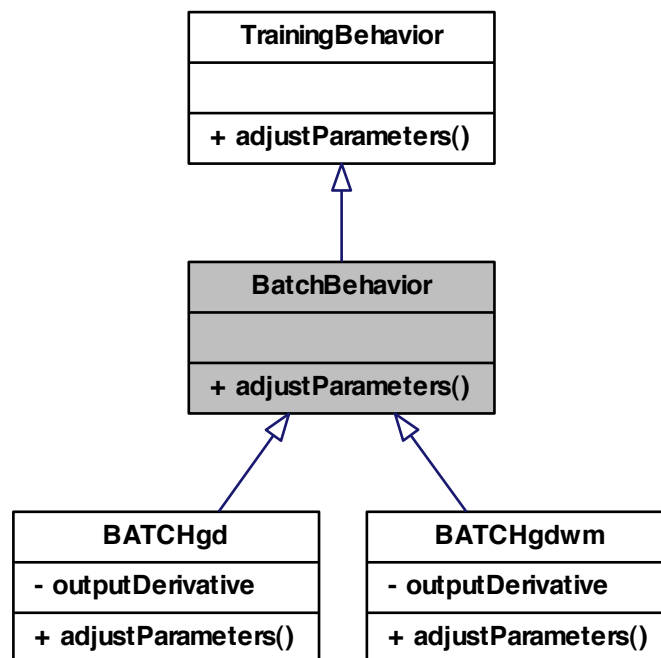 TrainingBehavior
+ adjustParameters()
BatchBehavior
+ adjustParameters()
BATCHgd
- outputDerivative
+ adjustParameters()
BATCHgdwm
- outputDerivative
+ adjustParameters()